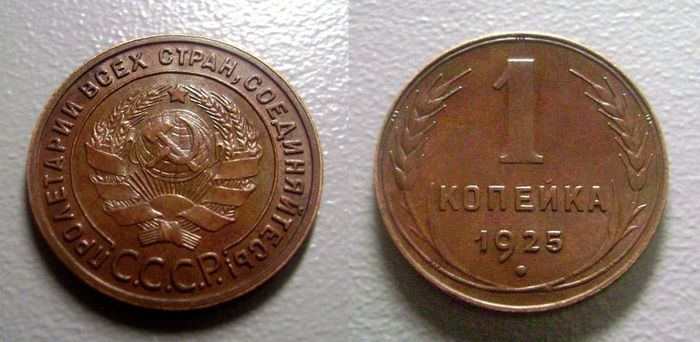 ПРОЛЕТАРИИ ВСЕХ СТРАН, СОЕДИНЯЙТЕСЬ!
С.С.С.Р.
1
КОПЕЙКА
1925